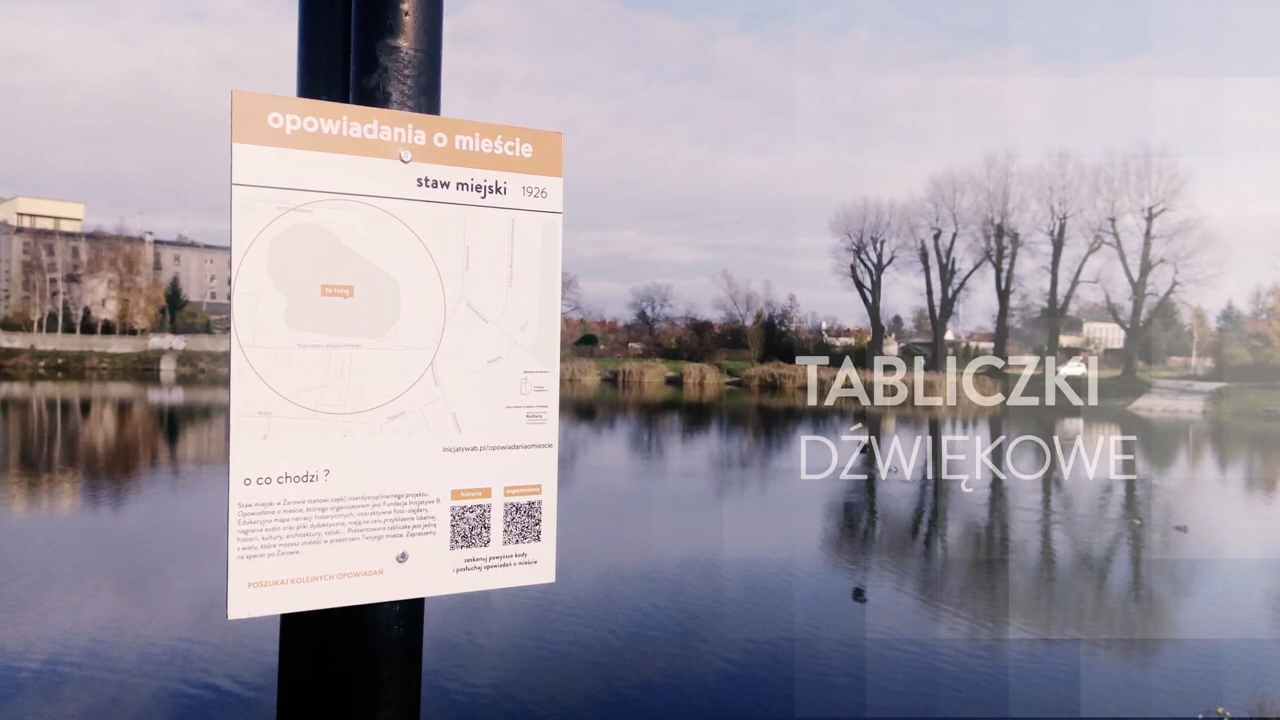 opowiadania o mieście
staw miejski 1926
to tutaj
inicjatywab.pl/opowiadaniaomiescie
o co chodzi ?
Staw miejski w Żarowie stanowi część interdyscyplinarnego projektu:
Opowiadania o mieście, którego organizatorem jest Fundacja Inicjatywa B.
Edukacyjna mapa narracji historycznych, interaktywne foto-slajdery,
nagrania audio oraz pliki dydaktyczne, mają na celu przybliżenie lokalnej
historii, kultury, architektury, sztuki... Prezentowana tabliczka jest jedną
z wielu, które możesz znaleźć w przestrzeni Twojego miasta. Zapraszamy
na spacer po Żarowie...
POSZUKAJ KOLEJNYCH OPOWIADAŃ
historia wspomnienia
zeskanuj powyższe kody
i posłuchaj opowiadań o mieście
TABLICZKI
DŹWIĘKOWE